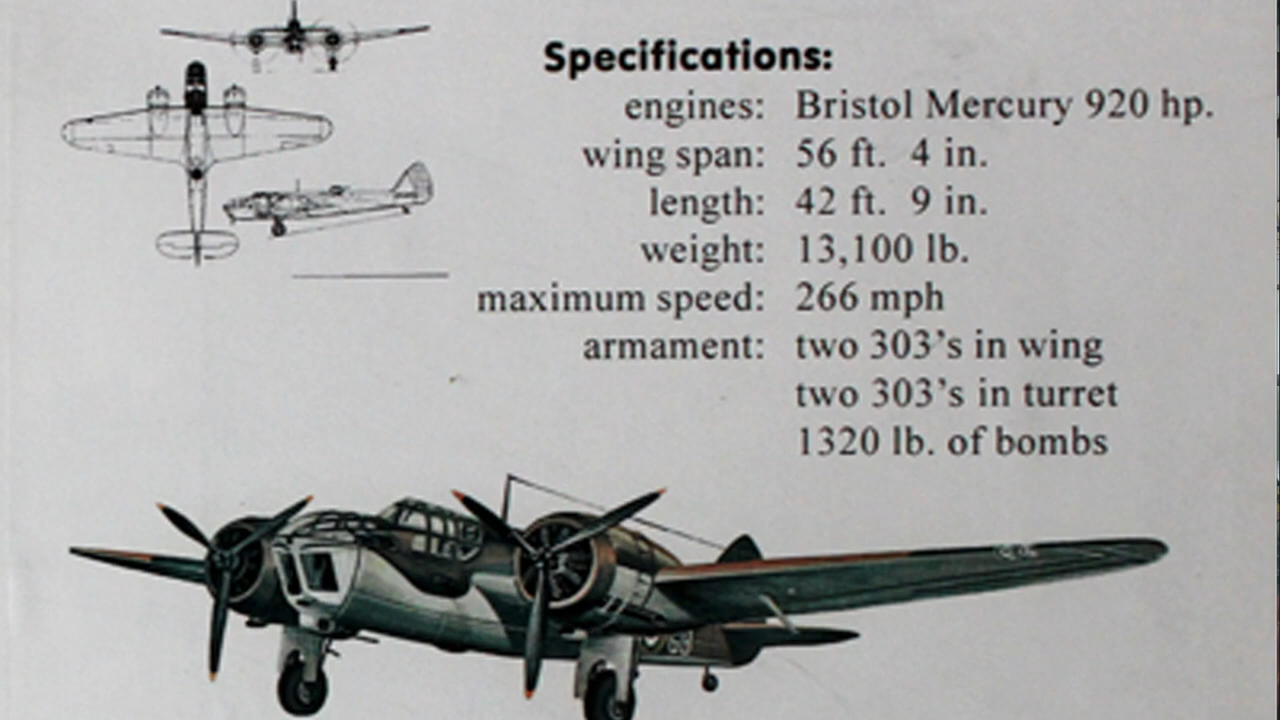 Specifications:
engines: Bristol Mercury 920 hp.
wing span: 56 ft. 4 in.
length: 42 ft. 9 in.
weight: 13,100 lb.
maximum speed: 266 mph
armament: two 303's in wing
two 303's in turret
1320 lb. of bombs